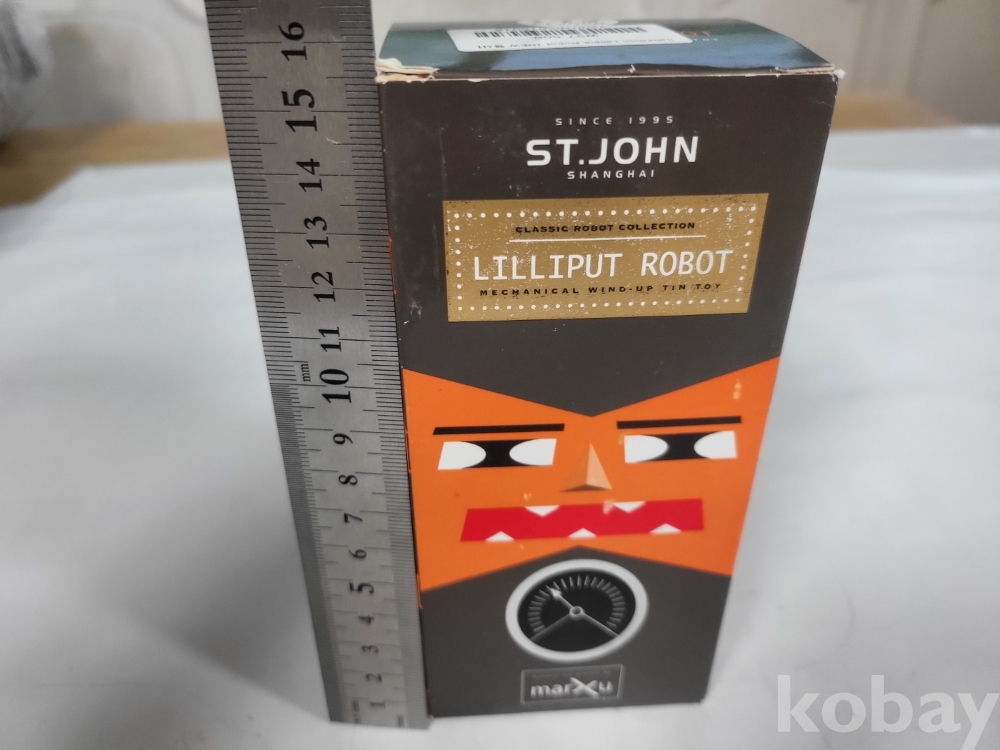 SINCE 1995
ST.JOHN
SHANGHAI
CLASSIC ROBOT COLLECTION
LILLIPUT ROBOT
MECHANICAL WIND-UP TIN TOY
marXu
16
15
14
13
12
11
mm
10
9
8
7
6
5
4
3
2
1
kobay